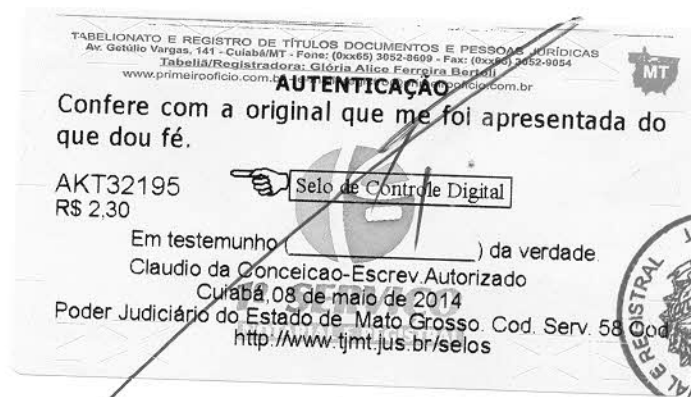 TABELIONATO E REGISTRO DE TÍTULOS DOCUMENTOS E PESSOAS JURÍDICAS
Av. Getúlio Vargas, 141 - Cuiabá/MT - Fone: (0xx65) 3052-8609 - Fax: (0xx65) 3052-9054
Tabeliã/Registradora: Glória Alice Ferreira Bertoli
www.primeirooficio.com.br
AUTENTICAÇÃO
MT
Confere com a original que me foi apresentada do
que dou fé.
AKT32195
Selo de Controle Digital
R$ 2,30
Em testemunho (__________) da verdade.
Claudio da Conceicao-Escrev.Autorizado
Cuiabá,08 de maio de 2014
1º SERVIÇO
Poder Judiciário do Estado de Mato Grosso. Cod. Serv. 58 Cod
http://www.tjmt.jus.br/selos